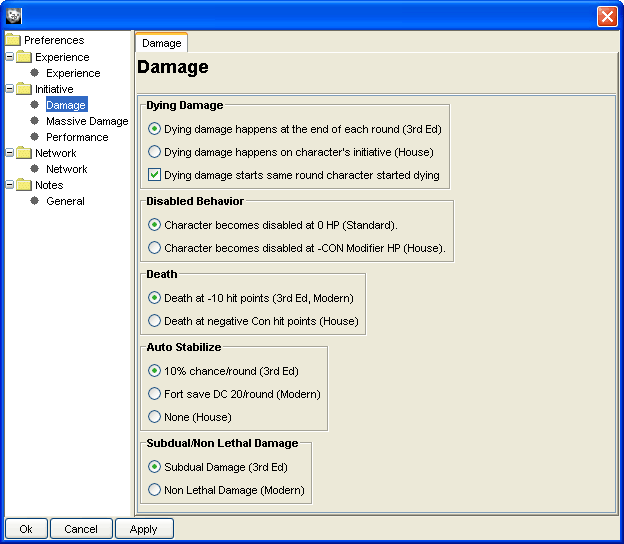 Preferences
Experience
Experience
Initiative
Damage
Massive Damage
Performance
Network
Network
Notes
General
Damage
Damage
Dying Damage
Dying damage happens at the end of each round (3rd Ed)
Dying damage happens on character's initiative (House)
Dying damage starts same round character started dying
Disabled Behavior
Character becomes disabled at 0 HP (Standard).
Character becomes disabled at -CON Modifier HP (House).
Death
Death at -10 hit points (3rd Ed, Modern)
Death at negative Con hit points (House)
Auto Stabilize
10% chance/round (3rd Ed)
Fort save DC 20/round (Modern)
None (House)
Subdual/Non Lethal Damage
Subdual Damage (3rd Ed)
Non Lethal Damage (Modern)
Ok Cancel Apply